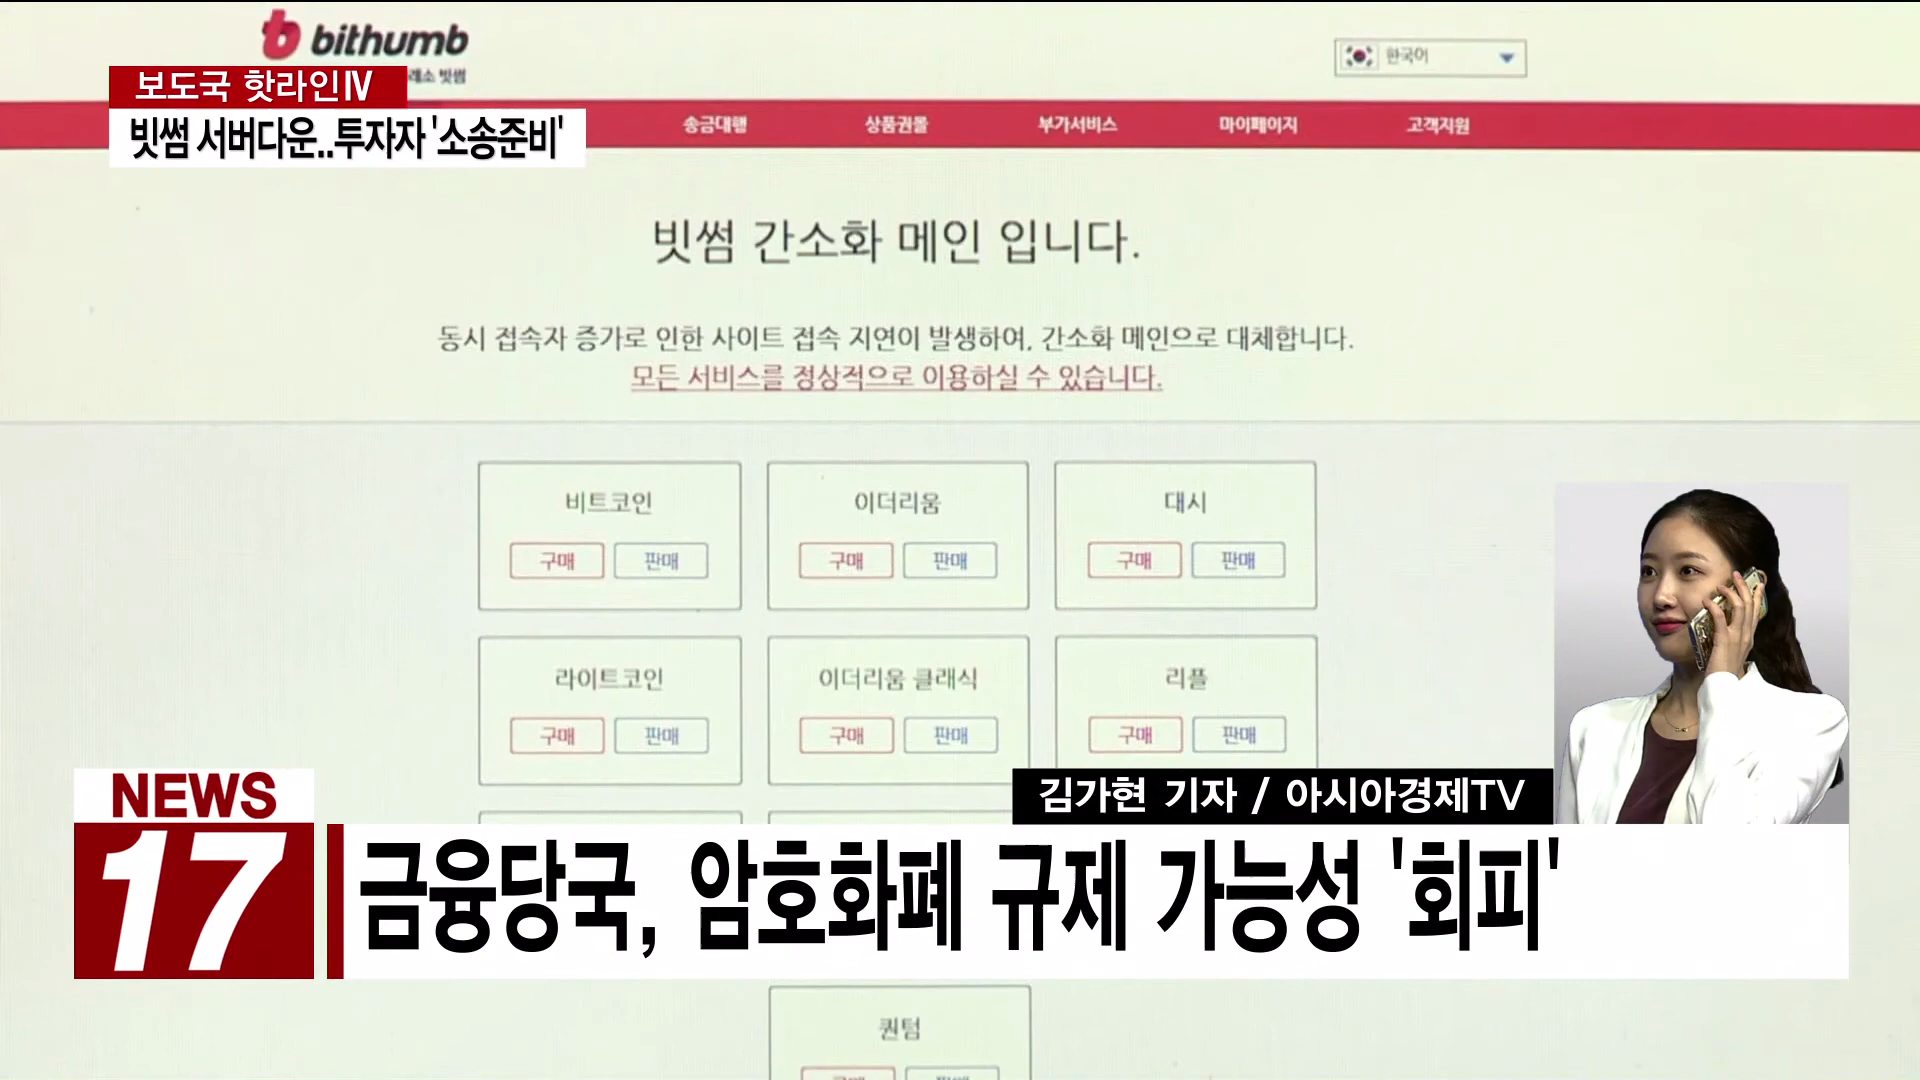 bithumb
레소 빗썸
한국어
보도국 핫라인Ⅳ
빗썸 서버다운..투자자 '소송준비'
송금대행 상품권몰 부가서비스 마이페이지 고객지원
빗썸 간소화 메인 입니다.
동시 접속자 증가로 인한 사이트 접속 지연이 발생하여, 간소화 메인으로 대체합니다.
모든 서비스를 정상적으로 이용하실 수 있습니다.
비트코인 이더리움 대시
구매 판매 구매 판매 구매 판매
라이트코인 이더리움 클래식 리플
구매 판매 구매 판매 구매 판매
김가현 기자 / 아시아경제TV
NEWS
17
금융당국, 암호화폐 규제 가능성 '회피'
퀀텀
구매 판매